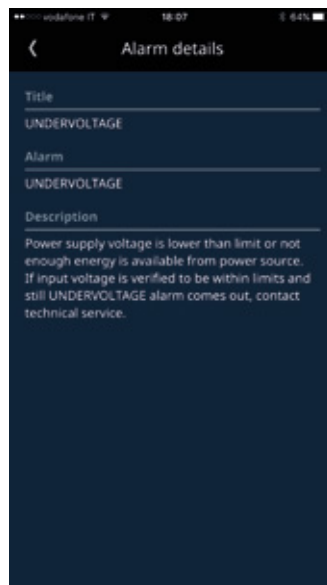 vodafone IT 18:07 64%
Alarm details
Title
UNDERVOLTAGE
Alarm
UNDERVOLTAGE
Description
Power supply voltage is lower than limit or not
enough energy is available from power source.
If input voltage is verified to be within limits and
still UNDERVOLTAGE alarm comes out, contact
technical service.